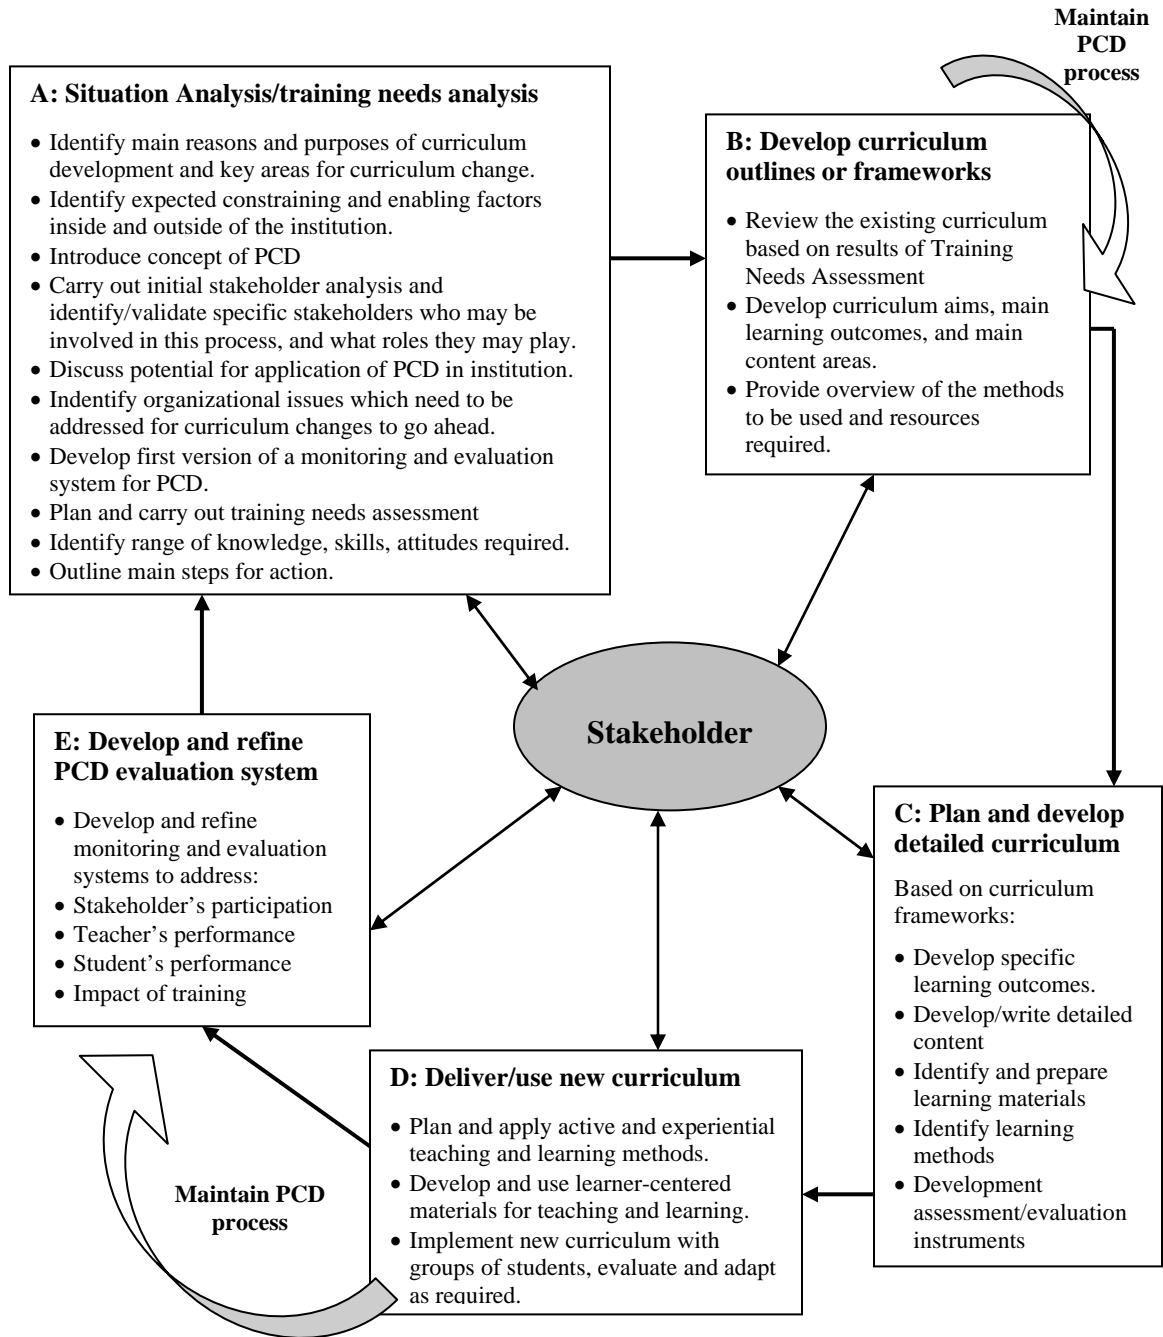 Maintain
PCD
process
A: Situation Analysis/training needs analysis
• Identify main reasons and purposes of curriculum
development and key areas for curriculum change.
• Identify expected constraining and enabling factors
inside and outside of the institution.
• Introduce concept of PCD
• Carry out initial stakeholder analysis and
identify/validate specific stakeholders who may be
involved in this process, and what roles they may play.
• Discuss potential for application of PCD in institution.
• Indentify organizational issues which need to be
addressed for curriculum changes to go ahead.
• Develop first version of a monitoring and evaluation
system for PCD.
• Plan and carry out training needs assessment
• Identify range of knowledge, skills, attitudes required.
• Outline main steps for action.
B: Develop curriculum
outlines or frameworks
• Review the existing curriculum
based on results of Training
Needs Assessment
• Develop curriculum aims, main
learning outcomes, and main
content areas.
• Provide overview of the methods
to be used and resources
required.
Stakeholder
E: Develop and refine
PCD evaluation system
• Develop and refine
monitoring and evaluation
systems to address:
• Stakeholder’s participation
• Teacher’s performance
• Student’s performance
• Impact of training
C: Plan and develop
detailed curriculum
Based on curriculum
frameworks:
• Develop specific
learning outcomes.
• Develop/write detailed
content
• Identify and prepare
learning materials
• Identify learning
methods
• Development
assessment/evaluation
instruments
D: Deliver/use new curriculum
• Plan and apply active and experiential
teaching and learning methods.
• Develop and use learner-centered
materials for teaching and learning.
• Implement new curriculum with
groups of students, evaluate and adapt
as required.
Maintain PCD
process